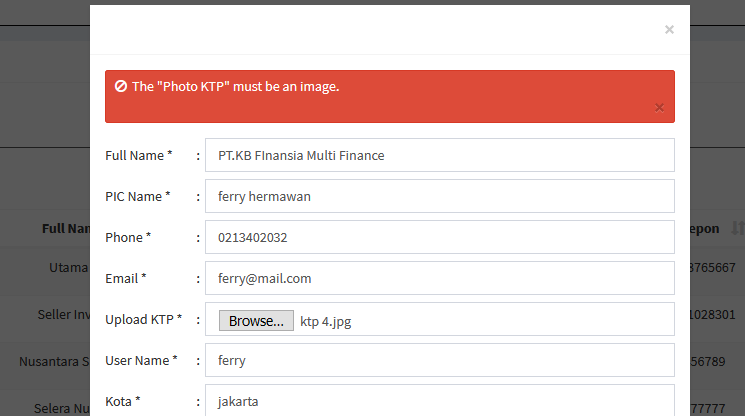 ×
The "Photo KTP" must be an image.
×
Full Name * : PT.KB FInansia Multi Finance
PIC Name * : ferry hermawan
Phone * : 0213402032
Email * : ferry@mail.com
Upload KTP * : Browse... ktp 4.jpg
User Name * : ferry
Kota * : jakarta
Full Nan
epon
Utama
3765667
Seller Inv
1028301
Nusantara S
56789
Selera Nu
77777